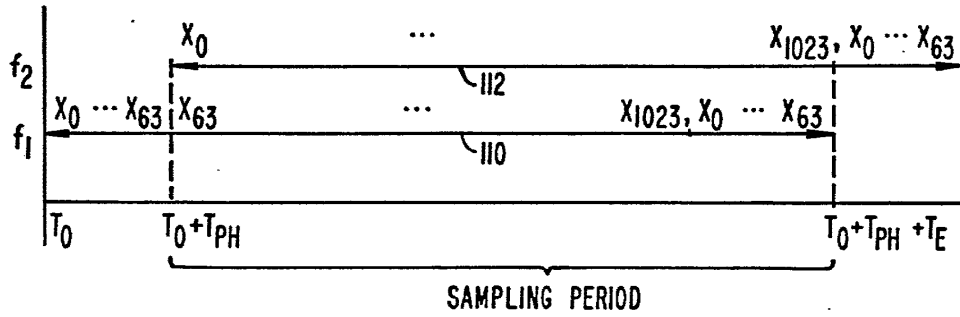 X0 ··· X1023, X0 ··· X63
f2
112
X0 ··· X63 X63 ··· X1023, X0 ··· X63
f1
110
T0 T0+TPH T0+TPH+TE
SAMPLING PERIOD